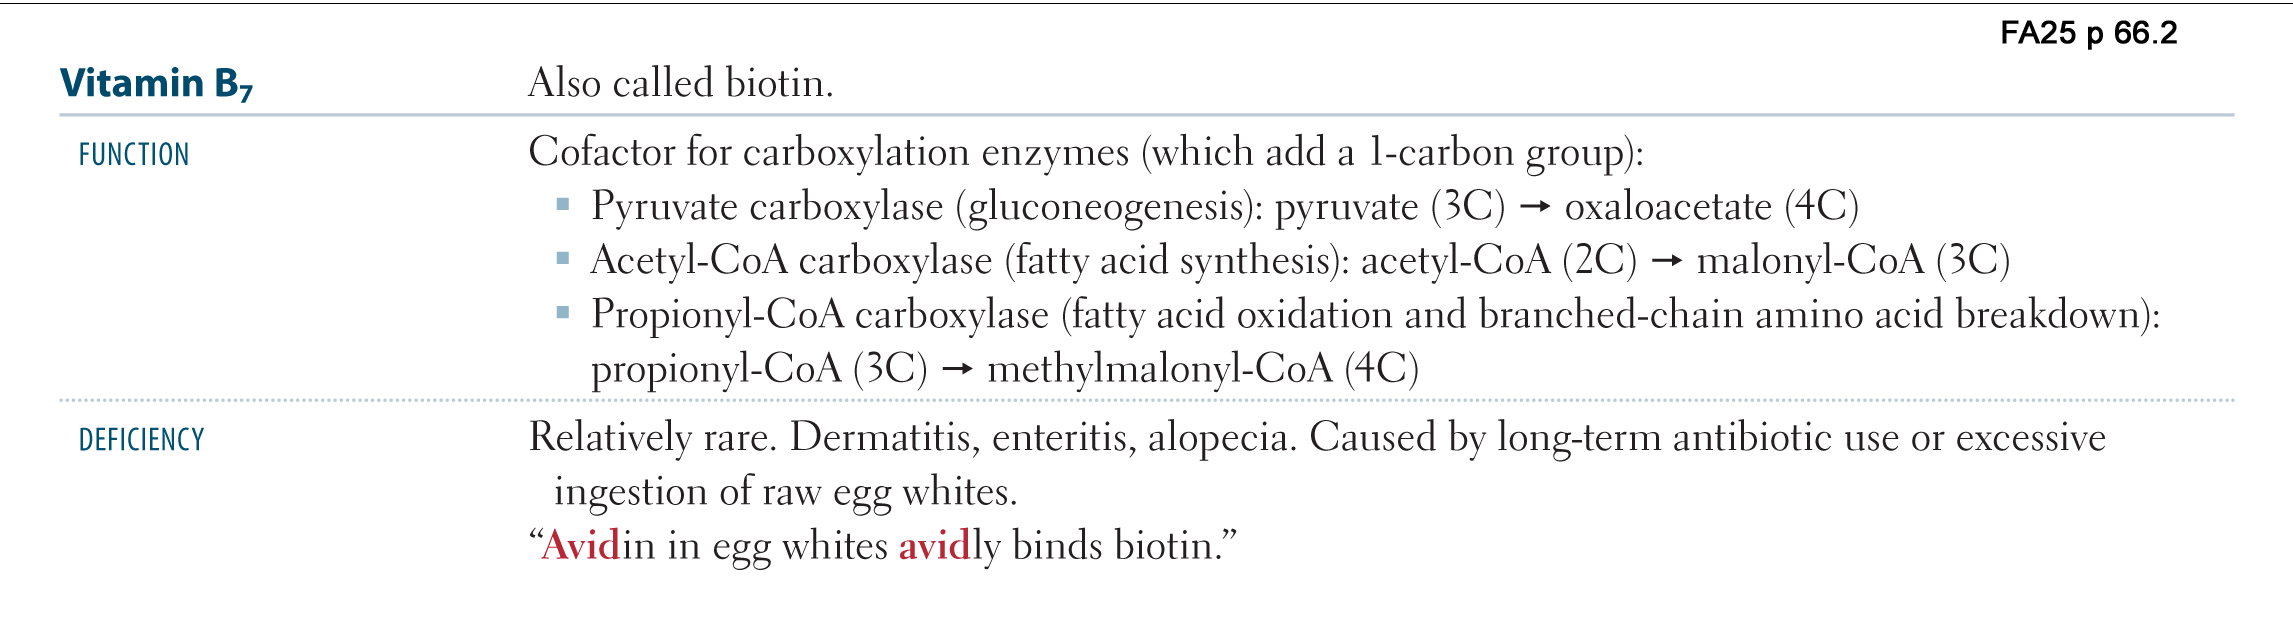 FA25 p 66.2
Vitamin B₇ Also called biotin.
FUNCTION Cofactor for carboxylation enzymes (which add a 1-carbon group):
▪ Pyruvate carboxylase (gluconeogenesis): pyruvate (3C) → oxaloacetate (4C)
▪ Acetyl-CoA carboxylase (fatty acid synthesis): acetyl-CoA (2C) → malonyl-CoA (3C)
▪ Propionyl-CoA carboxylase (fatty acid oxidation and branched-chain amino acid breakdown):
propionyl-CoA (3C) → methylmalonyl-CoA (4C)
DEFICIENCY Relatively rare. Dermatitis, enteritis, alopecia. Caused by long-term antibiotic use or excessive
ingestion of raw egg whites.
“Avidin in egg whites avidly binds biotin.”